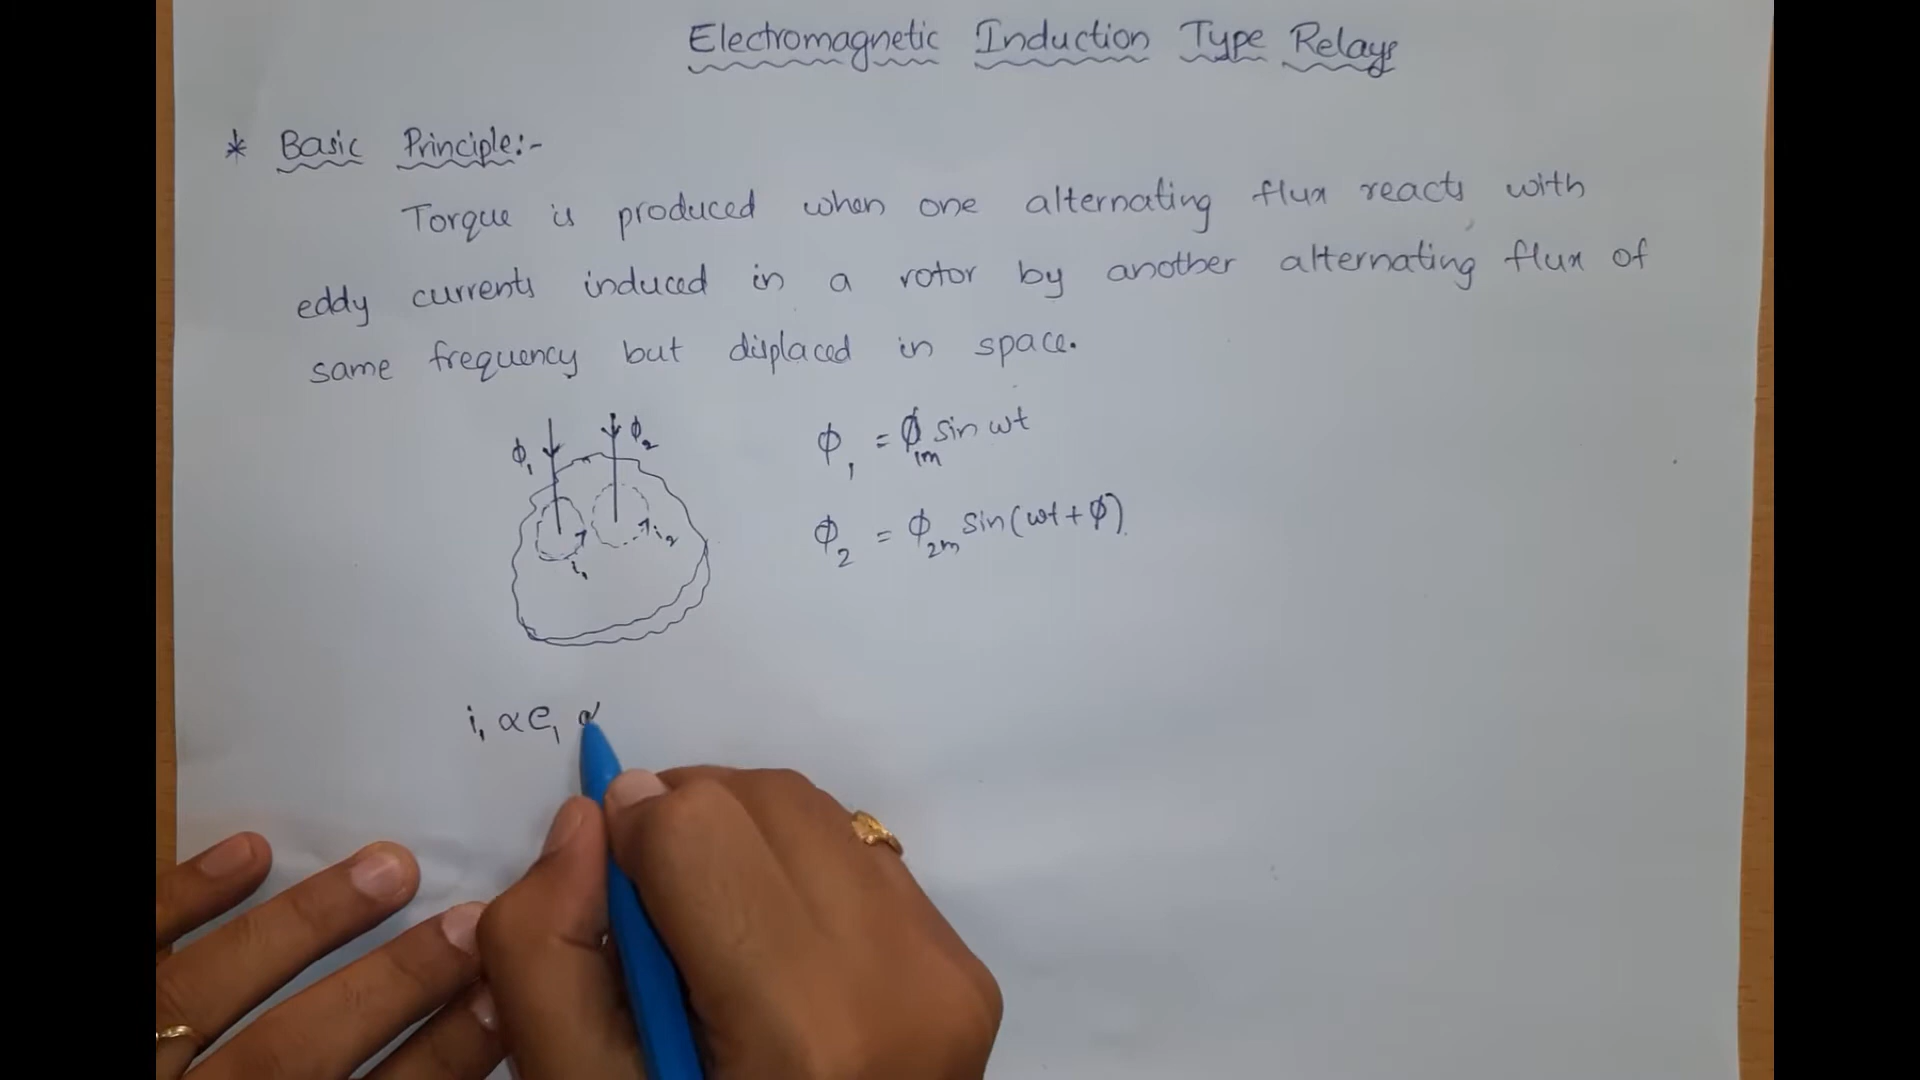 Electromagnetic Induction Type Relays
* Basic Principle:-
Torque is produced when one alternating flux reacts with
eddy currents induced in a rotor by another alternating flux of
same frequency but displaced in space.
ϕ₁ ϕ₂
i₁ i₂
ϕ₁ = ϕ₁ₘ sin wt
ϕ₂ = ϕ₂ₘ sin(wt + ϕ)
i₁ ∝ e₁ ∝